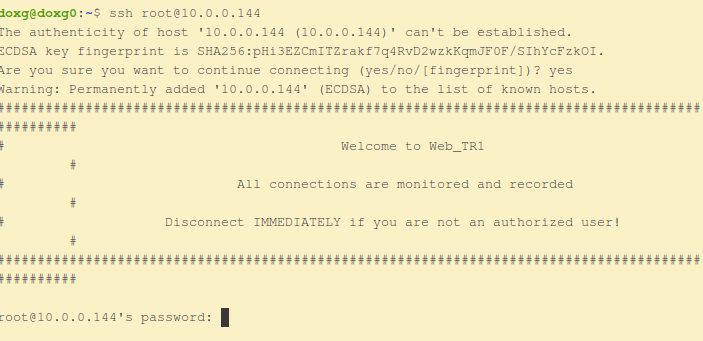 doxg@doxg0:~$ ssh root@10.0.0.144
The authenticity of host '10.0.0.144 (10.0.0.144)' can't be established.
ECDSA key fingerprint is SHA256:pHi3EZCmITZrakf7q4RvD2wzkKqmJF0F/SIhYcFzkOI.
Are you sure you want to continue connecting (yes/no/[fingerprint])? yes
Warning: Permanently added '10.0.0.144' (ECDSA) to the list of known hosts.
########################################################################################
##########
# Welcome to Web_TR1
#
# All connections are monitored and recorded
#
# Disconnect IMMEDIATELY if you are not an authorized user!
#
########################################################################################
##########
root@10.0.0.144's password: